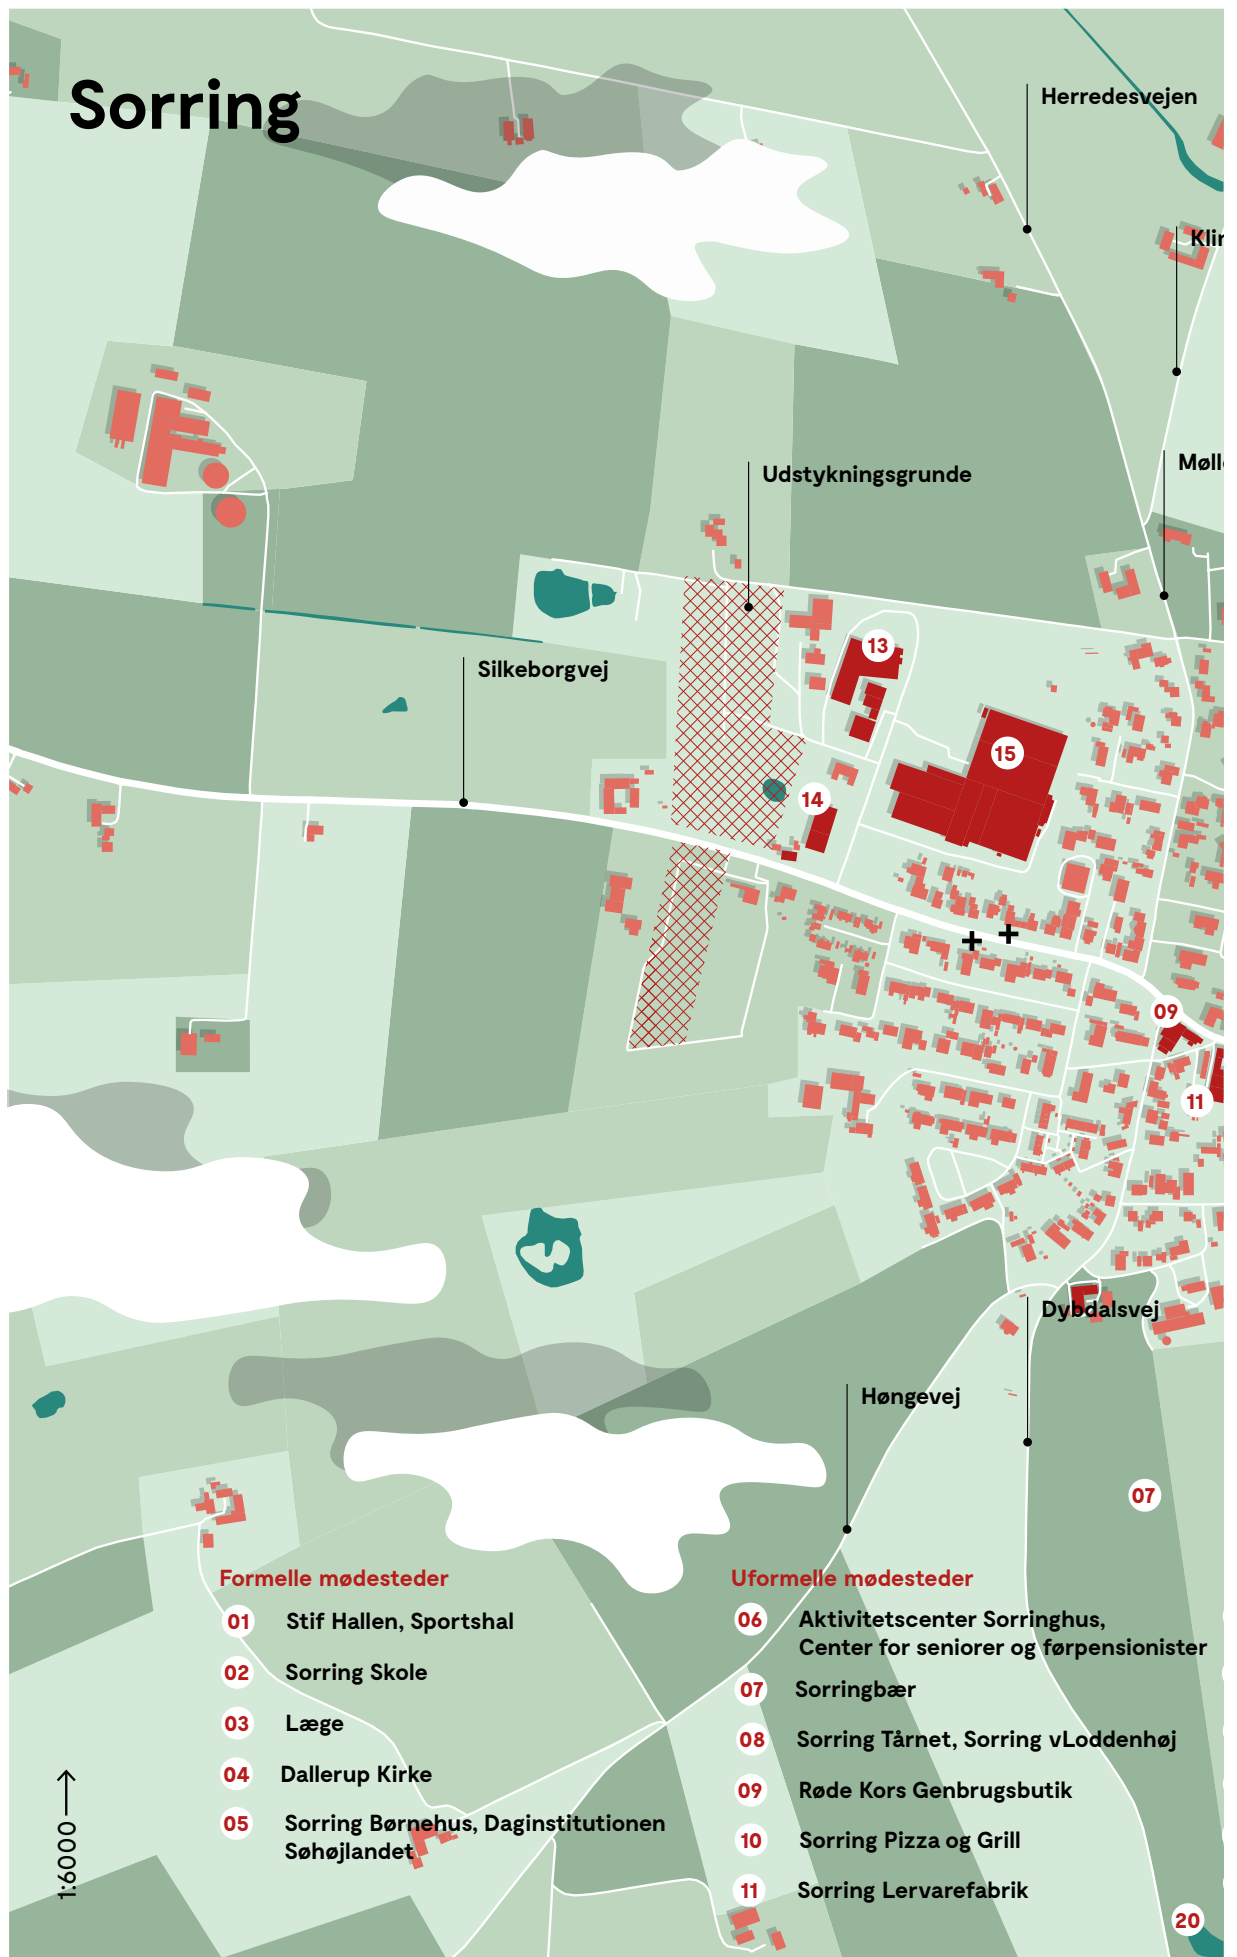 Sorring
Herredesvejen
Udstykningsgrunde
13
Silkeborgvej
15
14
09
11
Dybdalsvej
Høngevej
07
Formelle mødesteder
01 Stif Hallen, Sportshal
02 Sorring Skole
03 Læge
04 Dallerup Kirke
05 Sorring Børnehus, Daginstitutionen
Søhøjlandet
Uformelle mødesteder
06 Aktivitetscenter Sorringhus,
Center for seniorer og førpensionister
07 Sorringbær
08 Sorring Tårnet, Sorring vLoddenhøj
09 Røde Kors Genbrugsbutik
10 Sorring Pizza og Grill
11 Sorring Lervarefabrik
1:6000
20